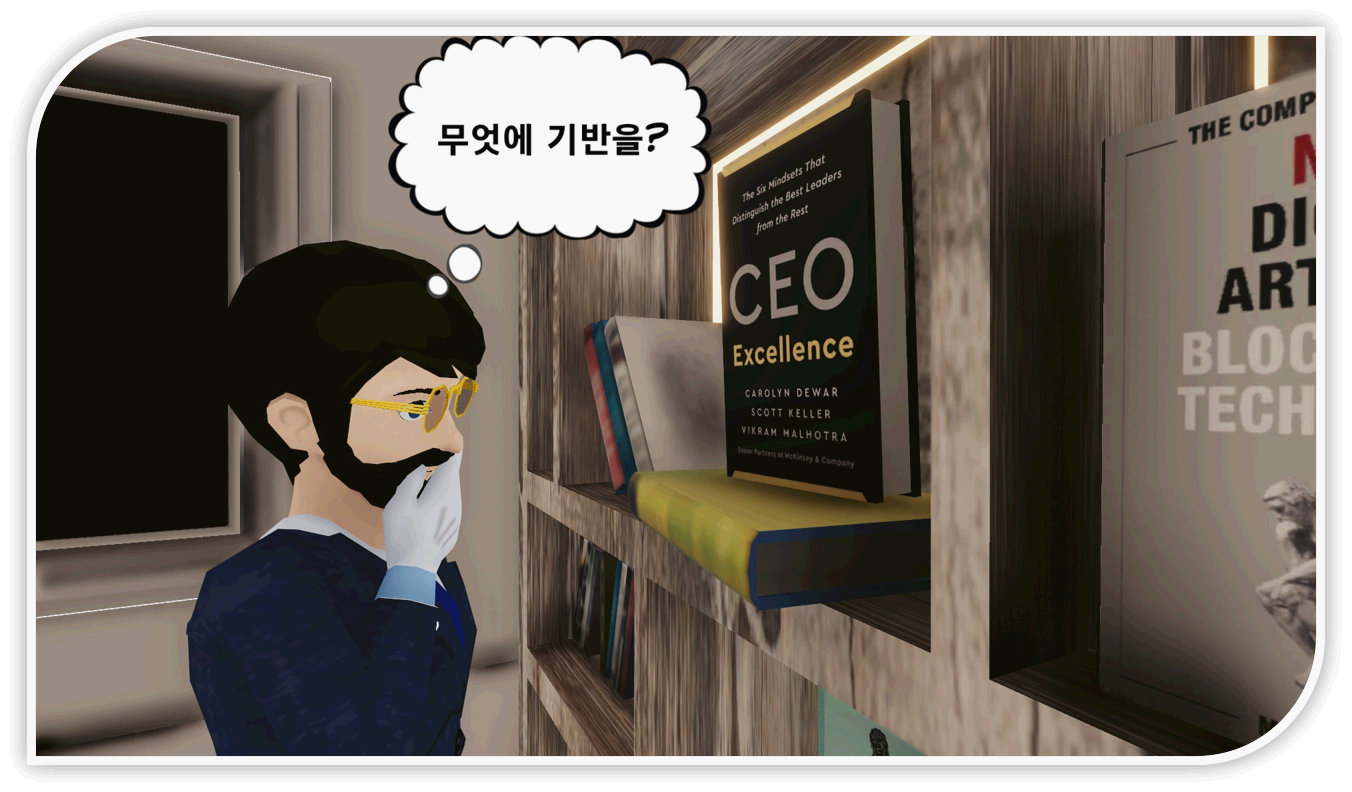 무엇에 기반을?
The Six Mindsets That
Distinguish the Best Leaders
from the Rest
CEO
Excellence
CAROLYN DEWAR
SCOTT KELLER
VIKRAM MALHOTRA
Senior Partners at McKinsey & Company
THE COMP
N
DIG
ART
BLOC
TECH